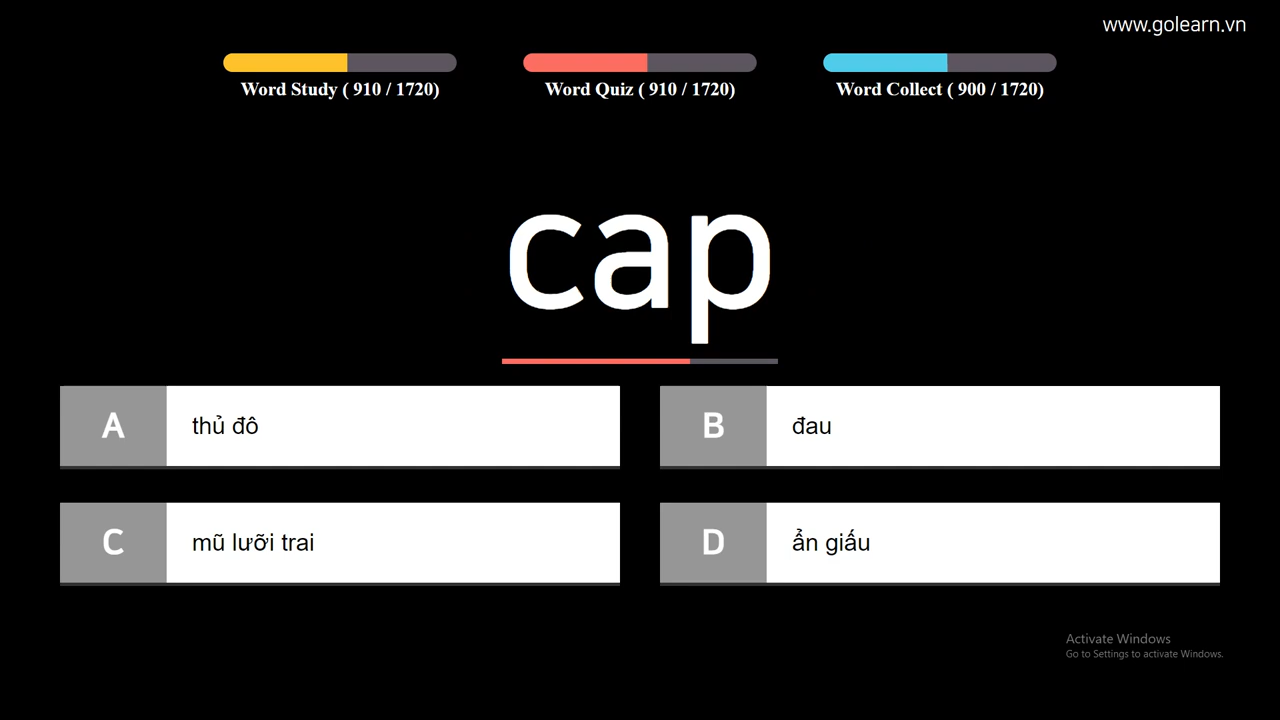 www.golearn.vn
Word Study ( 910 / 1720)
Word Quiz ( 910 / 1720)
Word Collect ( 900 / 1720)
cap
A thủ đô
B đau
C mũ lưỡi trai
D ẩn giấu
Activate Windows
Go to Settings to activate Windows.